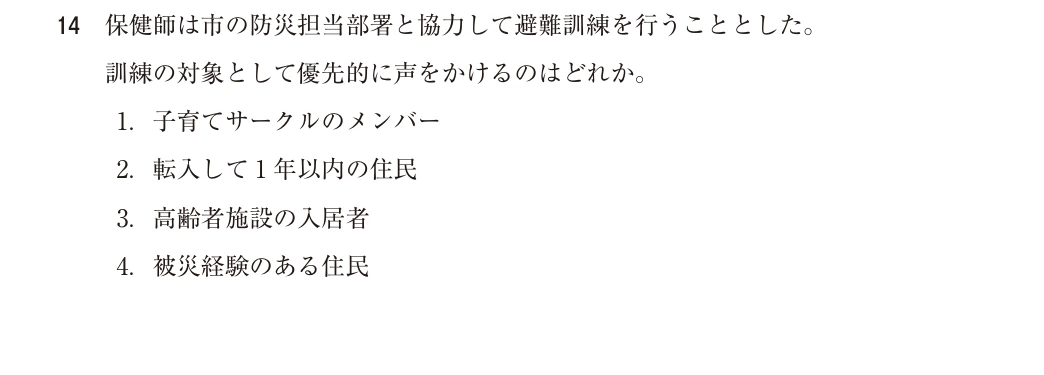 14 保健師は市の防災担当部署と協力して避難訓練を行うこととした。
訓練の対象として優先的に声をかけるのはどれか。
1. 子育てサークルのメンバー
2. 転入して1年以内の住民
3. 高齢者施設の入居者
4. 被災経験のある住民